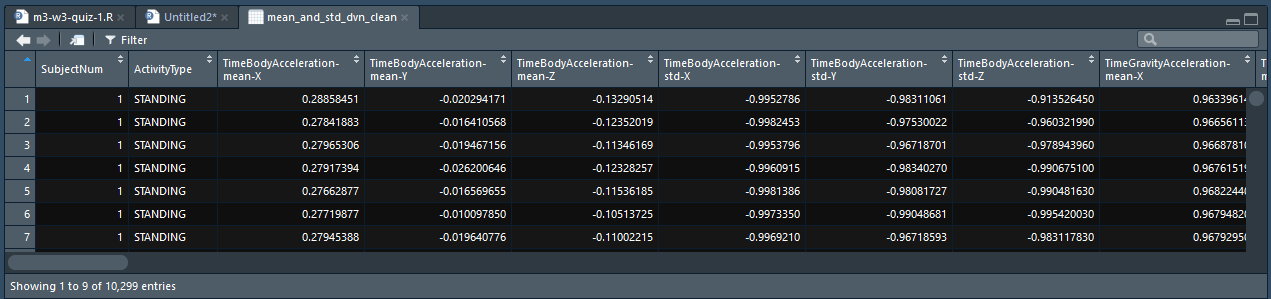 m3-w3-quiz-1.R × Untitled2* × mean_and_std_dvn_clean ×
Filter
SubjectNum ActivityType TimeBodyAcceleration-mean-X TimeBodyAcceleration-mean-Y TimeBodyAcceleration-mean-Z TimeBodyAcceleration-std-X TimeBodyAcceleration-std-Y TimeBodyAcceleration-std-Z TimeGravityAcceleration-mean-X
1 1 STANDING 0.28858451 -0.020294171 -0.13290514 -0.9952786 -0.98311061 -0.913526450 0.9633961
2 1 STANDING 0.27841883 -0.016410568 -0.12352019 -0.9982453 -0.97530022 -0.960321990 0.9665611
3 1 STANDING 0.27965306 -0.019467156 -0.11346169 -0.9953796 -0.96718701 -0.978943960 0.9668781
4 1 STANDING 0.27917394 -0.026200646 -0.12328257 -0.9960915 -0.98340270 -0.990675100 0.9676151
5 1 STANDING 0.27662877 -0.016569655 -0.11536185 -0.9981386 -0.98081727 -0.990481630 0.9682244
6 1 STANDING 0.27719877 -0.010097850 -0.10513725 -0.9973350 -0.99048681 -0.995420030 0.9679482
7 1 STANDING 0.27945388 -0.019640776 -0.11002215 -0.9969210 -0.96718593 -0.983117830 0.9679295
Showing 1 to 9 of 10,299 entries